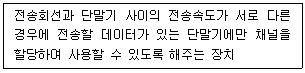 전송회선과 단말기 사이의 전송속도가 서로 다른
경우에 전송할 데이터가 있는 단말기에만 채널을
할당하며 사용할 수 있도록 해주는 장치